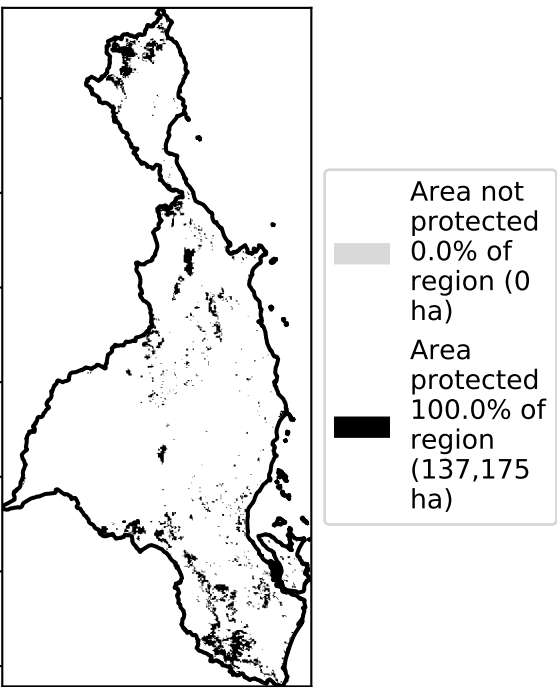 Area not
protected
0.0% of
region (0
ha)
Area
protected
100.0% of
region
(137,175
ha)